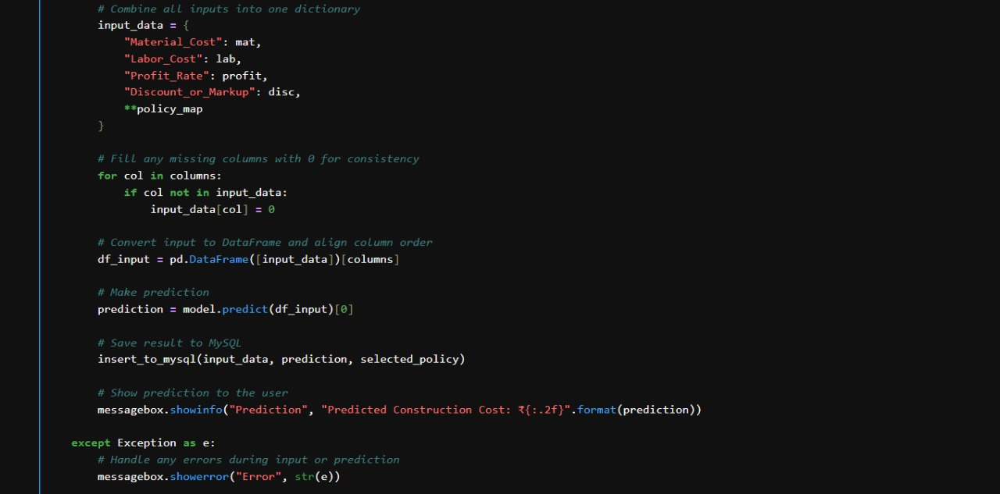 # Combine all inputs into one dictionary
input_data = {
"Material_Cost": mat,
"Labor_Cost": lab,
"Profit_Rate": profit,
"Discount_or_Markup": disc,
**policy_map
}
# Fill any missing columns with 0 for consistency
for col in columns:
if col not in input_data:
input_data[col] = 0
# Convert input to DataFrame and align column order
df_input = pd.DataFrame([input_data])[columns]
# Make prediction
prediction = model.predict(df_input)[0]
# Save result to MySQL
insert_to_mysql(input_data, prediction, selected_policy)
# Show prediction to the user
messagebox.showinfo("Prediction", "Predicted Construction Cost: ₹{:.2f}".format(prediction))
except Exception as e:
# Handle any errors during input or prediction
messagebox.showerror("Error", str(e))